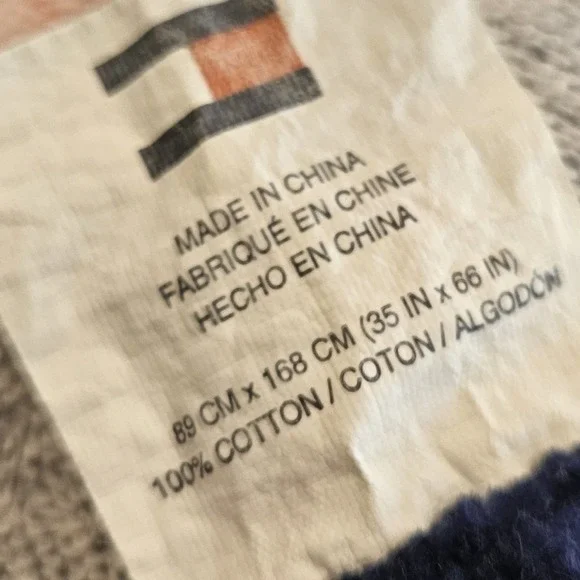 MADE IN CHINA
FABRIQUÉ EN CHINE
HECHO EN CHINA
89 CM x 168 CM (35 IN x 66 IN)
100% COTTON / COTON / ALGODÓN